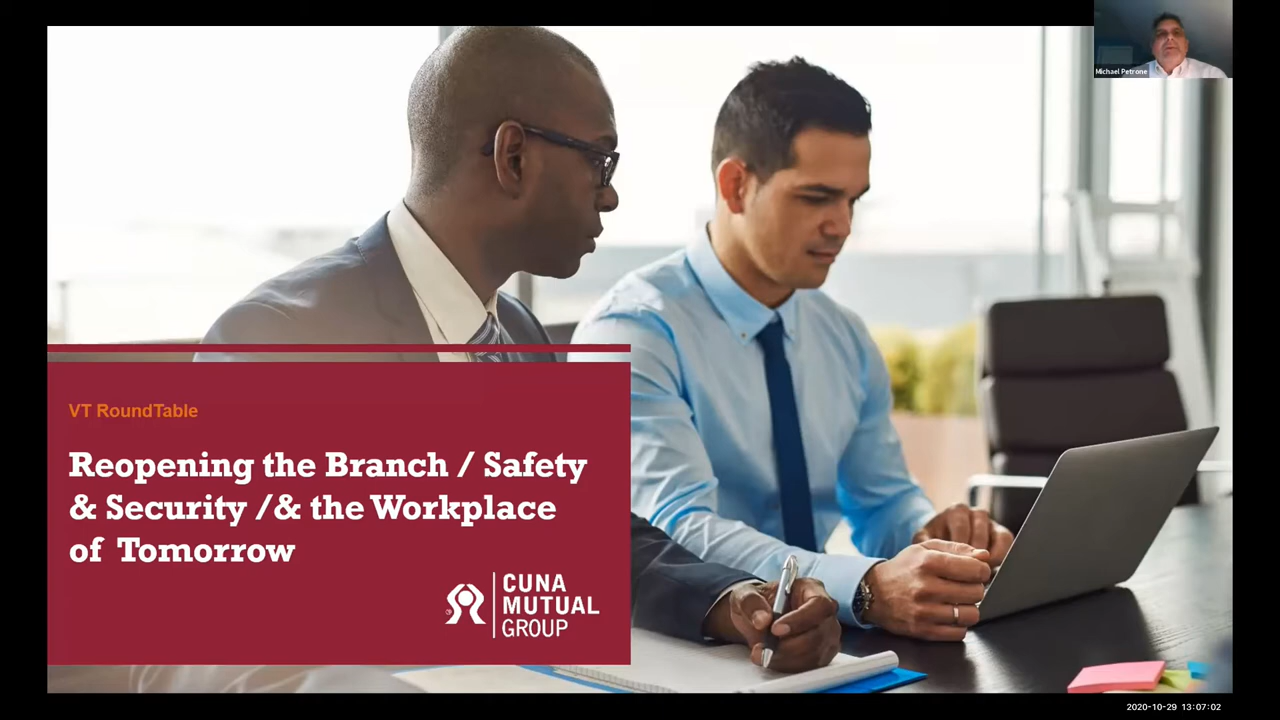 Michael Petrone
VT RoundTable
Reopening the Branch / Safety
& Security /& the Workplace
of Tomorrow
CUNA
MUTUAL
GROUP
2020-10-29 13:07:02